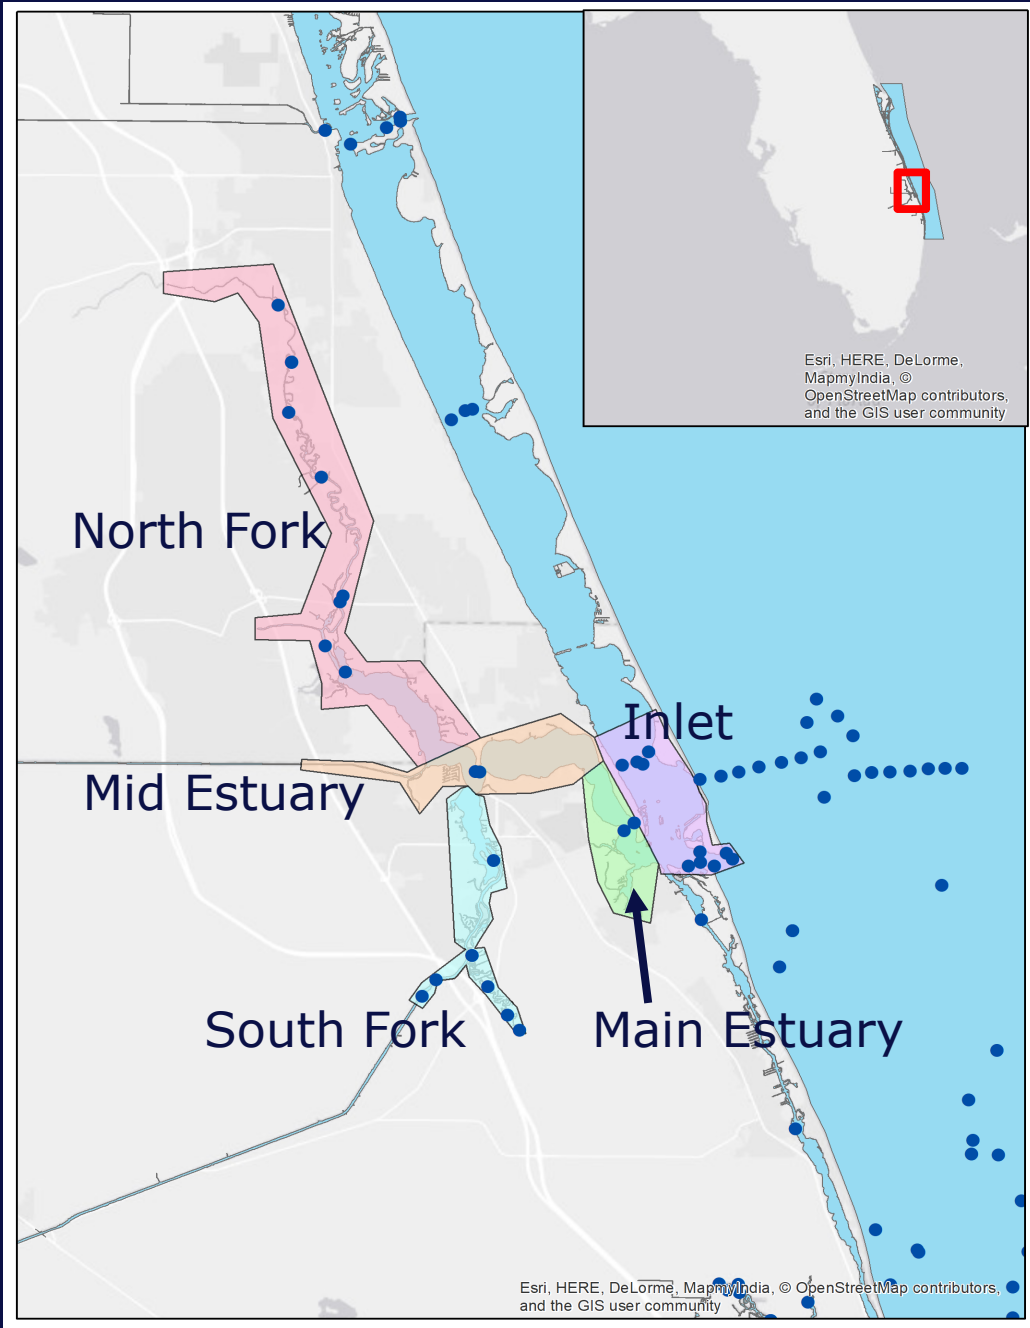 Esri, HERE, DeLorme,
MapmyIndia, ©
OpenStreetMap contributors,
and the GIS user community
North Fork
Inlet
Mid Estuary
South Fork
Main Estuary
Esri, HERE, DeLorme, MapmyIndia, © OpenStreetMap contributors,
and the GIS user community